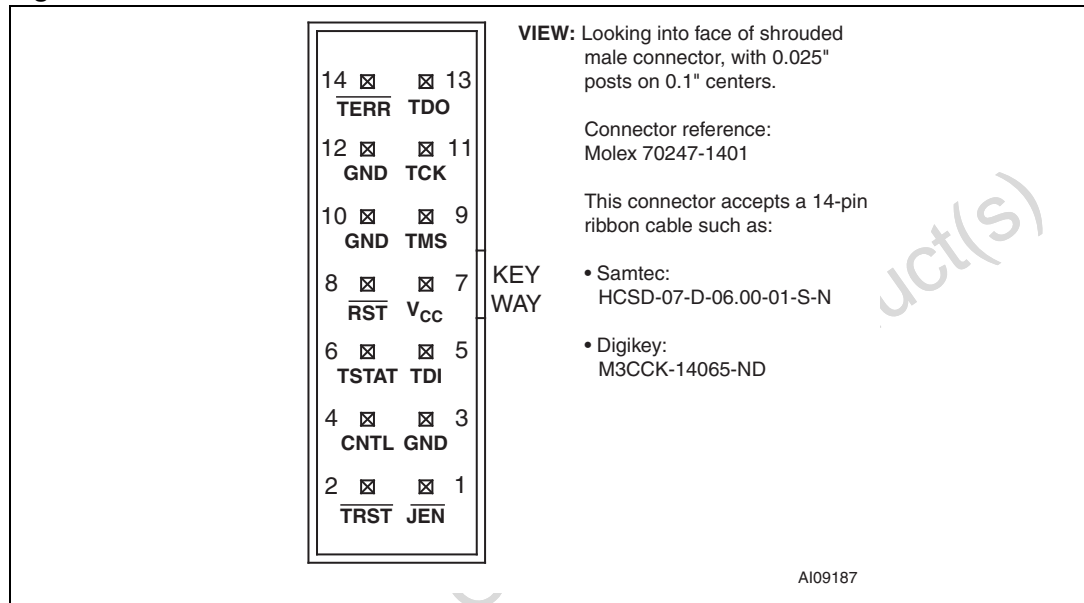 VIEW: Looking into face of shrouded
male connector, with 0.025"
posts on 0.1" centers.
Connector reference:
Molex 70247-1401
This connector accepts a 14-pin
ribbon cable such as:
• Samtec:
HCSD-07-D-06.00-01-S-N
• Digikey:
M3CCK-14065-ND
14 13
TERR TDO
12 11
GND TCK
10 9
GND TMS
8 7
RST VCC
KEY
WAY
6 5
TSTAT TDI
4 3
CNTL GND
2 1
TRST JEN
AI09187
uct(s)